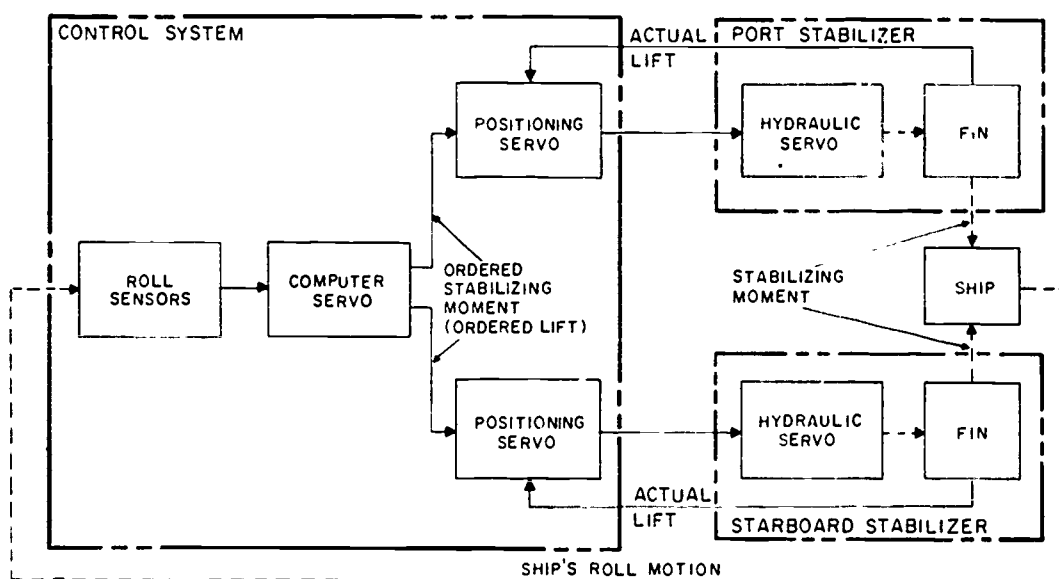 CONTROL SYSTEM
ACTUAL
LIFT
PORT STABILIZER
POSITIONING
SERVO
HYDRAULIC
SERVO
FIN
ROLL
SENSORS
COMPUTER
SERVO
ORDERED
STABILIZING
MOMENT
(ORDERED LIFT)
STABILIZING
MOMENT
SHIP
POSITIONING
SERVO
HYDRAULIC
SERVO
FIN
ACTUAL
LIFT
STARBOARD STABILIZER
SHIP'S ROLL MOTION